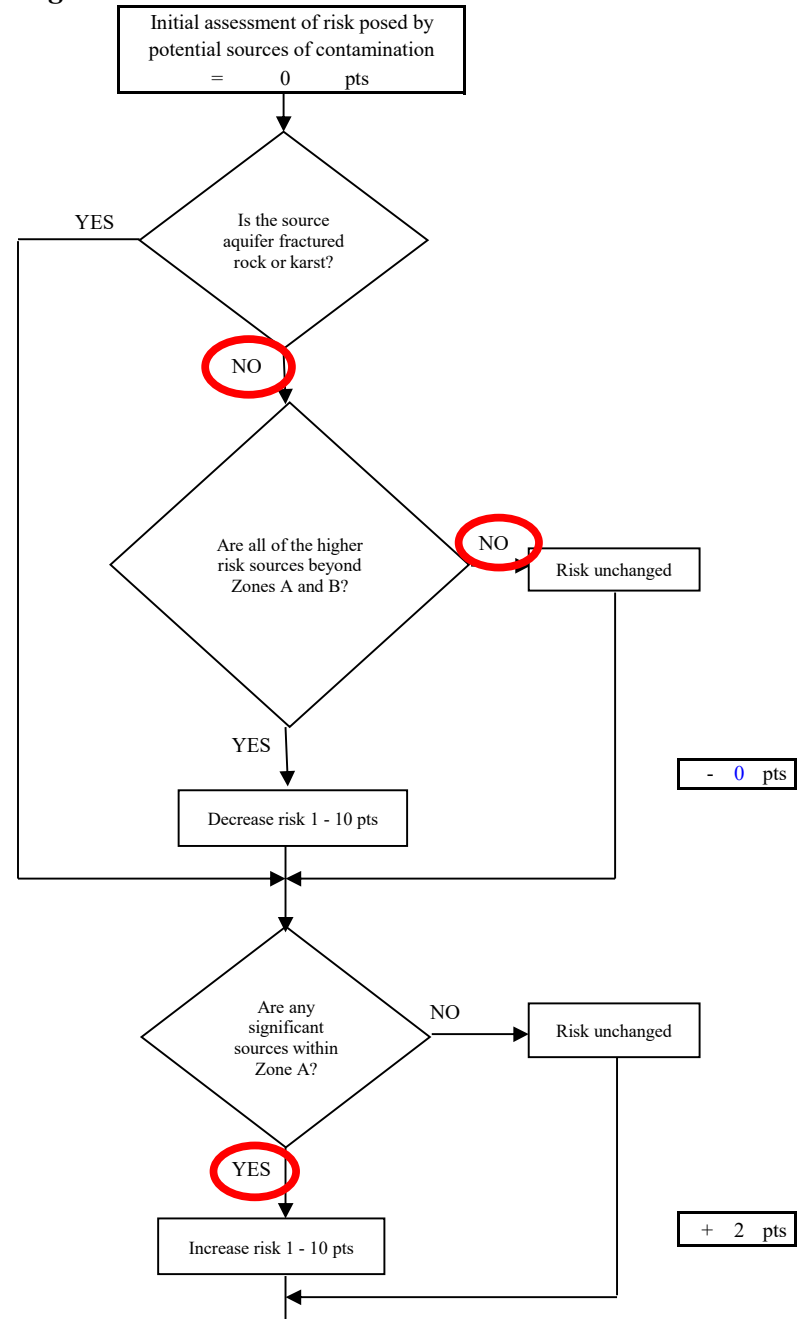 Initial assessment of risk posed by
potential sources of contamination
= 0 pts
YES
Is the source
aquifer fractured
rock or karst?
NO
Are all of the higher
risk sources beyond
Zones A and B?
NO
Risk unchanged
YES
- 0 pts
Decrease risk 1 - 10 pts
Are any
significant
sources within
Zone A?
NO
Risk unchanged
YES
+ 2 pts
Increase risk 1 - 10 pts